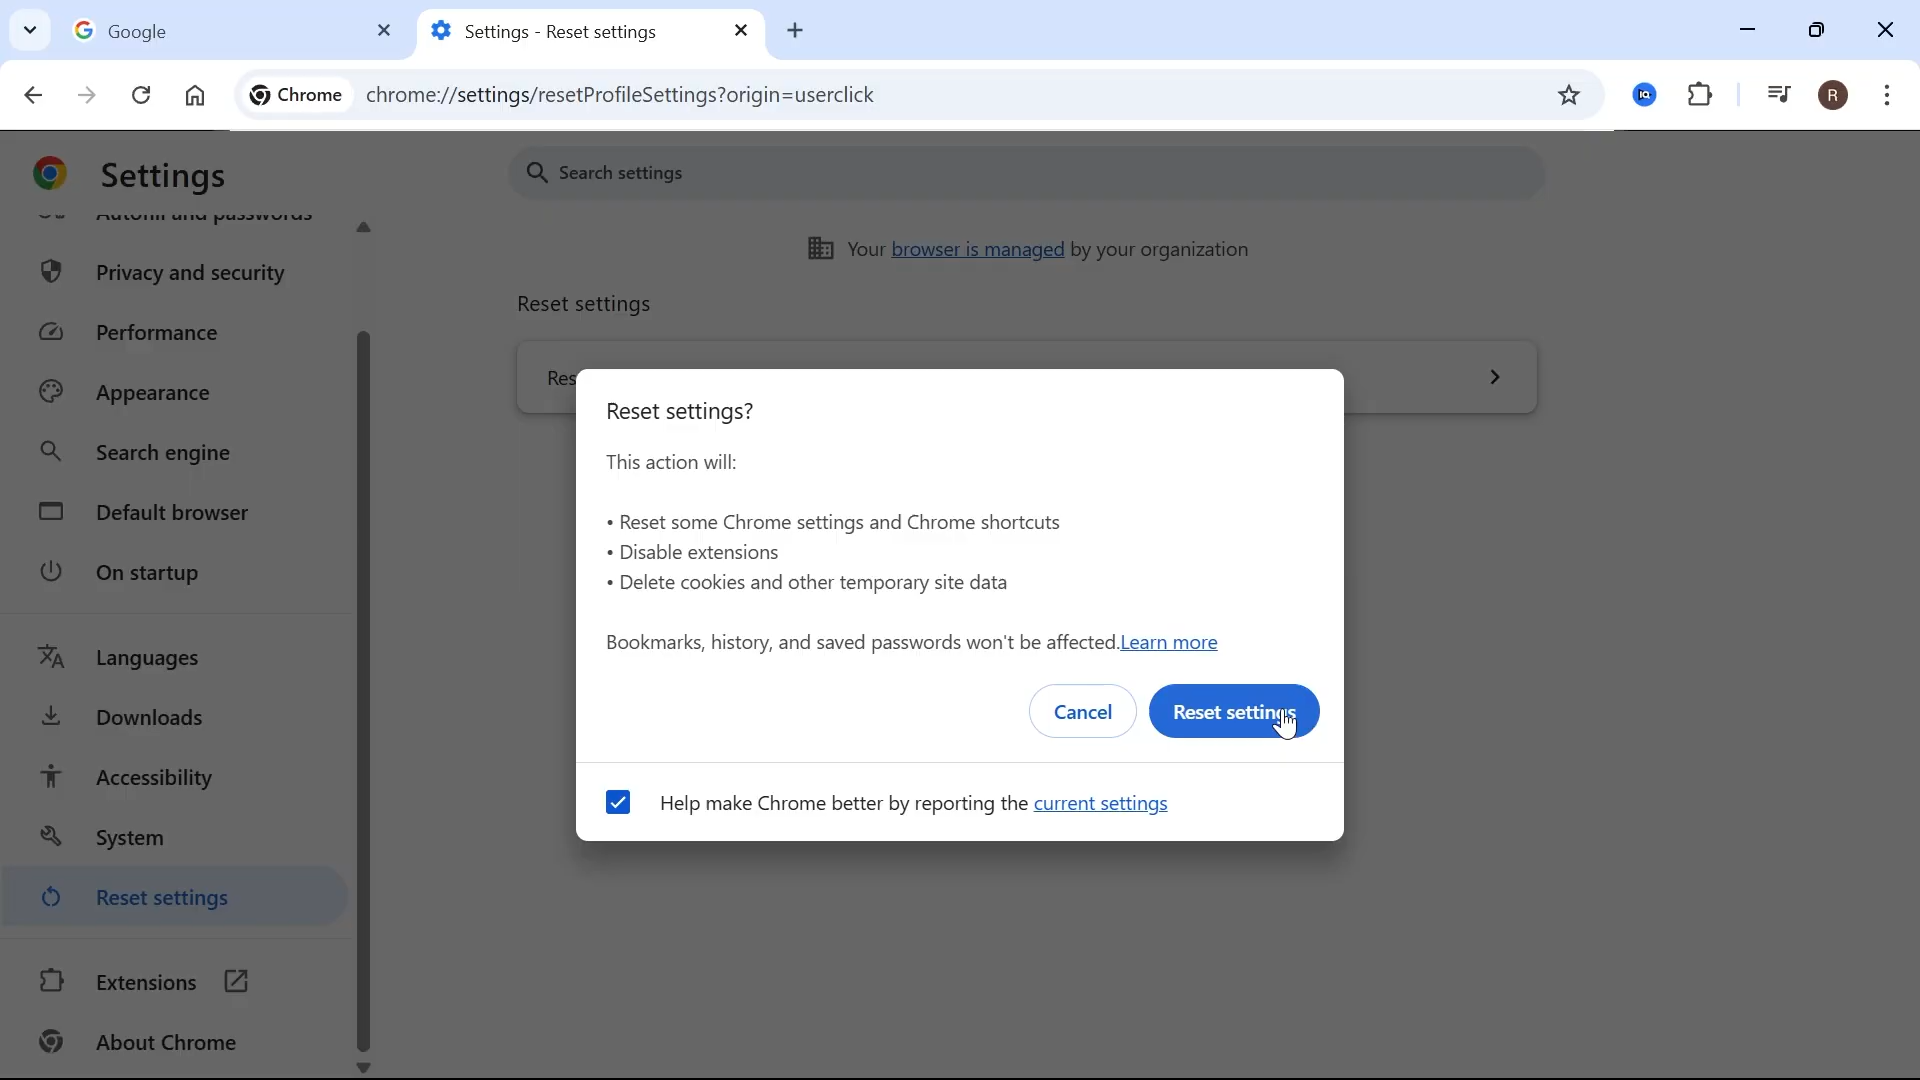 Google
Settings - Reset settings
Chrome
chrome://settings/resetProfileSettings?origin=userclick
R
Settings
Search settings
Autofill and passwords
Privacy and security
Performance
Appearance
Search engine
Default browser
On startup
Languages
Downloads
Accessibility
System
Reset settings
Extensions
About Chrome
Your browser is managed by your organization
Reset settings
Res
Reset settings?
This action will:
• Reset some Chrome settings and Chrome shortcuts
• Disable extensions
• Delete cookies and other temporary site data
Bookmarks, history, and saved passwords won't be affected.Learn more
Cancel
Reset settings
Help make Chrome better by reporting the current settings